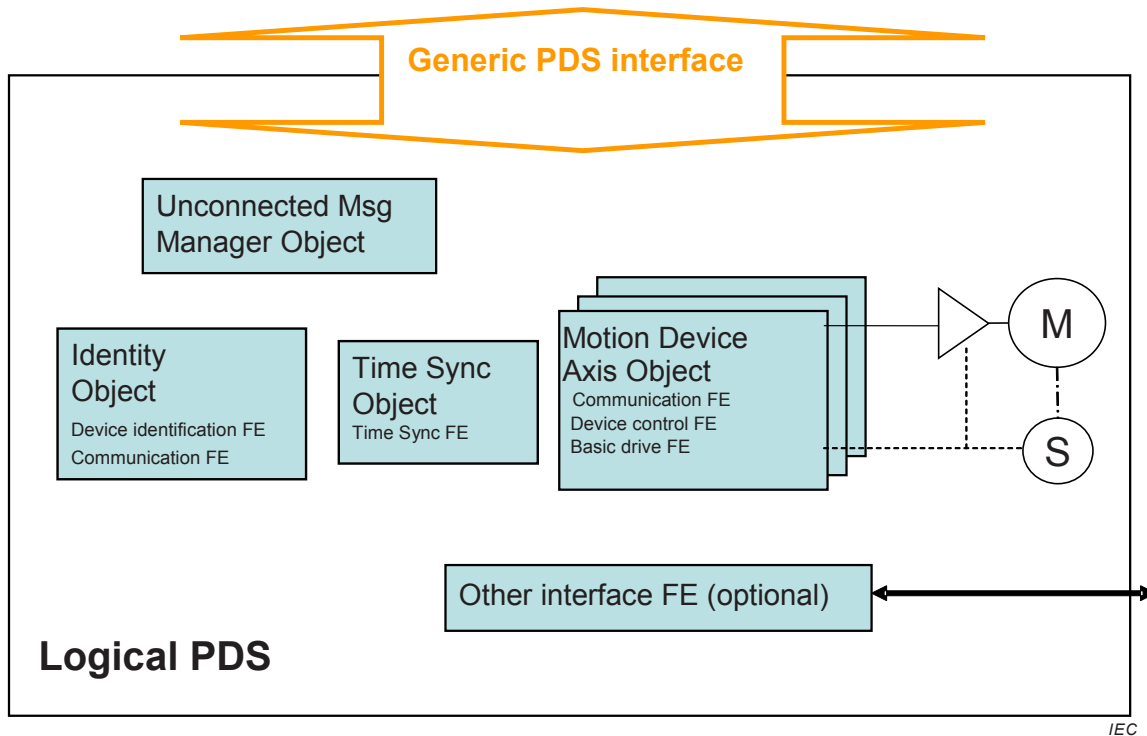 Generic PDS interface
Unconnected Msg
Manager Object
Identity
Object
Device identification FE
Communication FE
Time Sync
Object
Time Sync FE
Motion Device
Axis Object
Communication FE
Device control FE
Basic drive FE
M
S
Other interface FE (optional)
Logical PDS
IEC